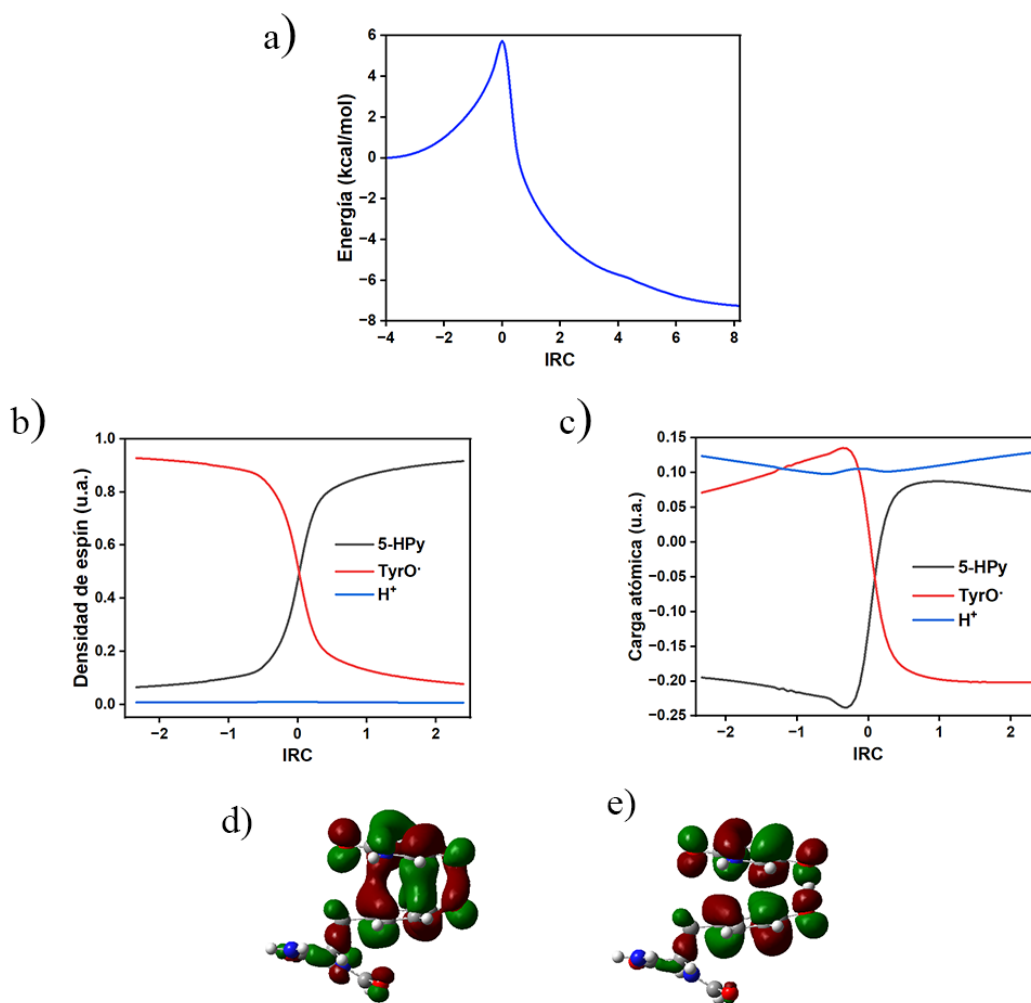 a)
6
4
2
0
−2
−4
−6
−8
Energía (kcal/mol)
−4 −2 0 2 4 6 8
IRC
b)
1.0
0.8
0.6
0.4
0.2
0.0
Densidad de espín (u.a.)
5-HPy
TyrO·
H⁺
−2 −1 0 1 2
IRC
c)
0.15
0.10
0.05
0.00
−0.05
−0.10
−0.15
−0.20
−0.25
Carga atómica (u.a.)
5-HPy
TyrO·
H⁺
−2 −1 0 1 2
IRC
d)
e)